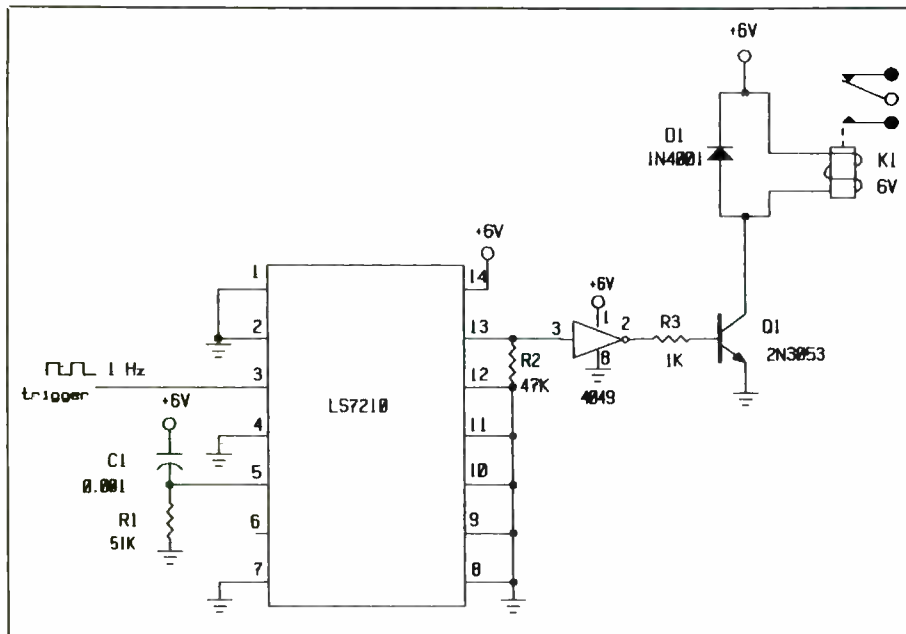 +6V
D1
1N4001
K1
6V
+6V
1
14
+6V
2
13
3
1
2
R3
Q1
8
1K
2N3053
R2
47K
4049
1 Hz
trigger
3
12
LS7210
+6V
4
11
C1
0.001
5
10
R1
51K
6
9
7
8